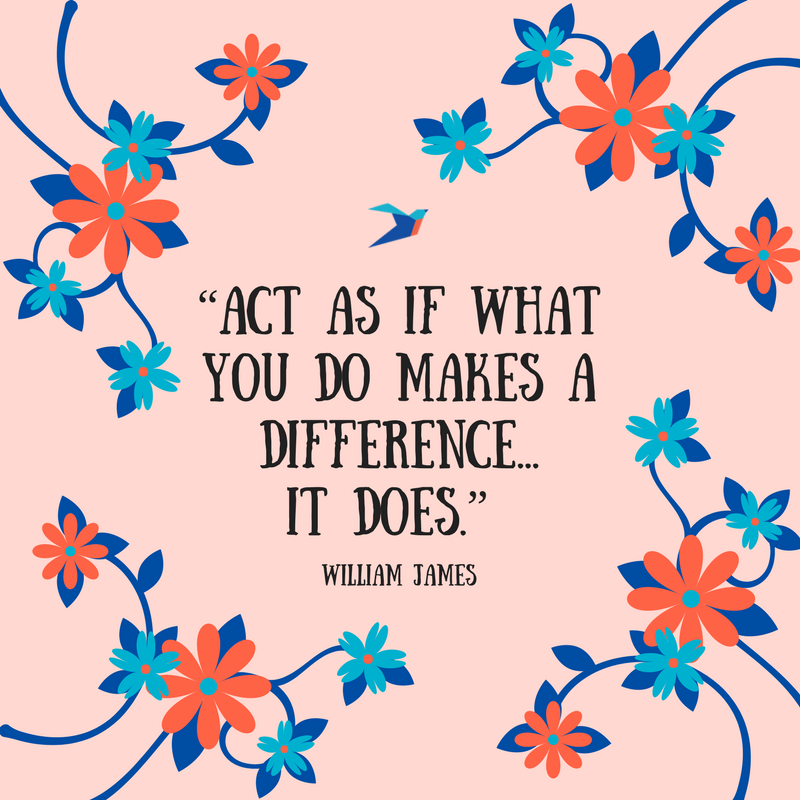 “ACT AS IF WHAT
YOU DO MAKES A
DIFFERENCE...
IT DOES.”
WILLIAM JAMES